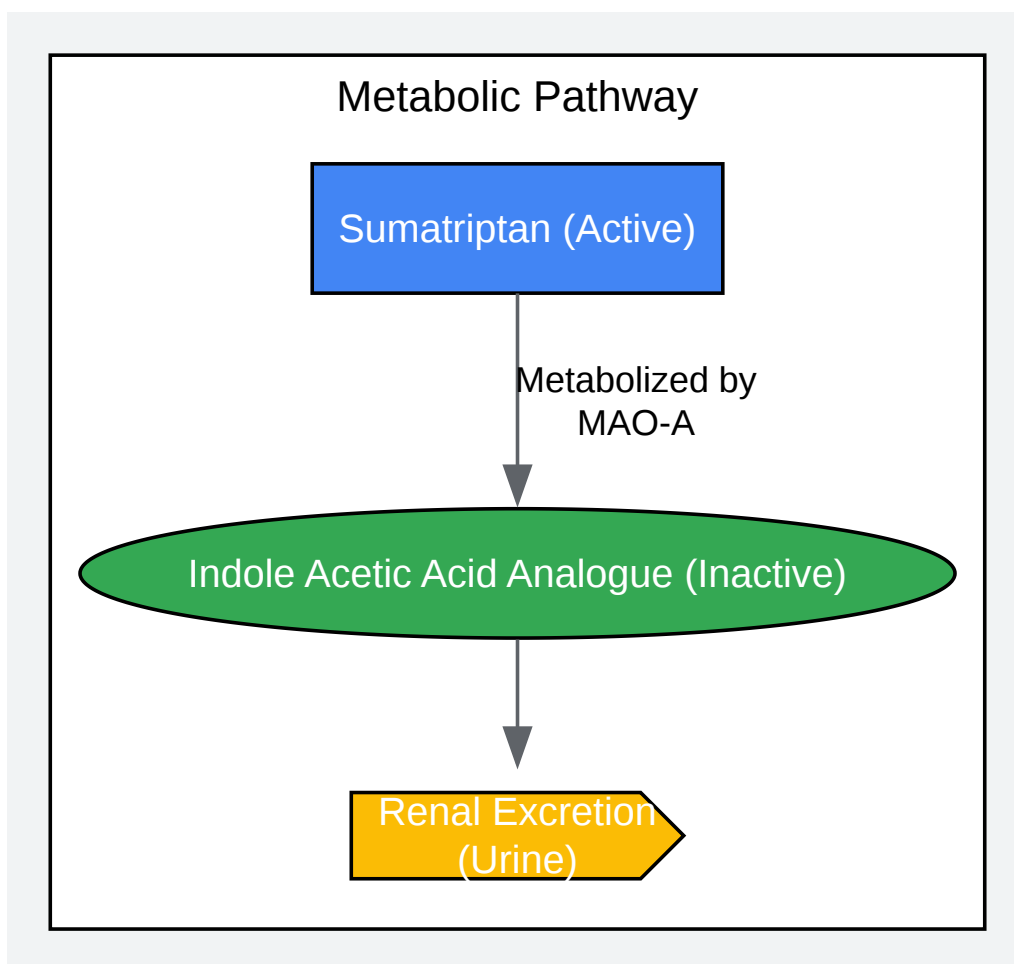 Metabolic Pathway
Sumatriptan (Active)
Metabolized by
MAO-A
Indole Acetic Acid Analogue (Inactive)
Renal Excretion
(Urine)